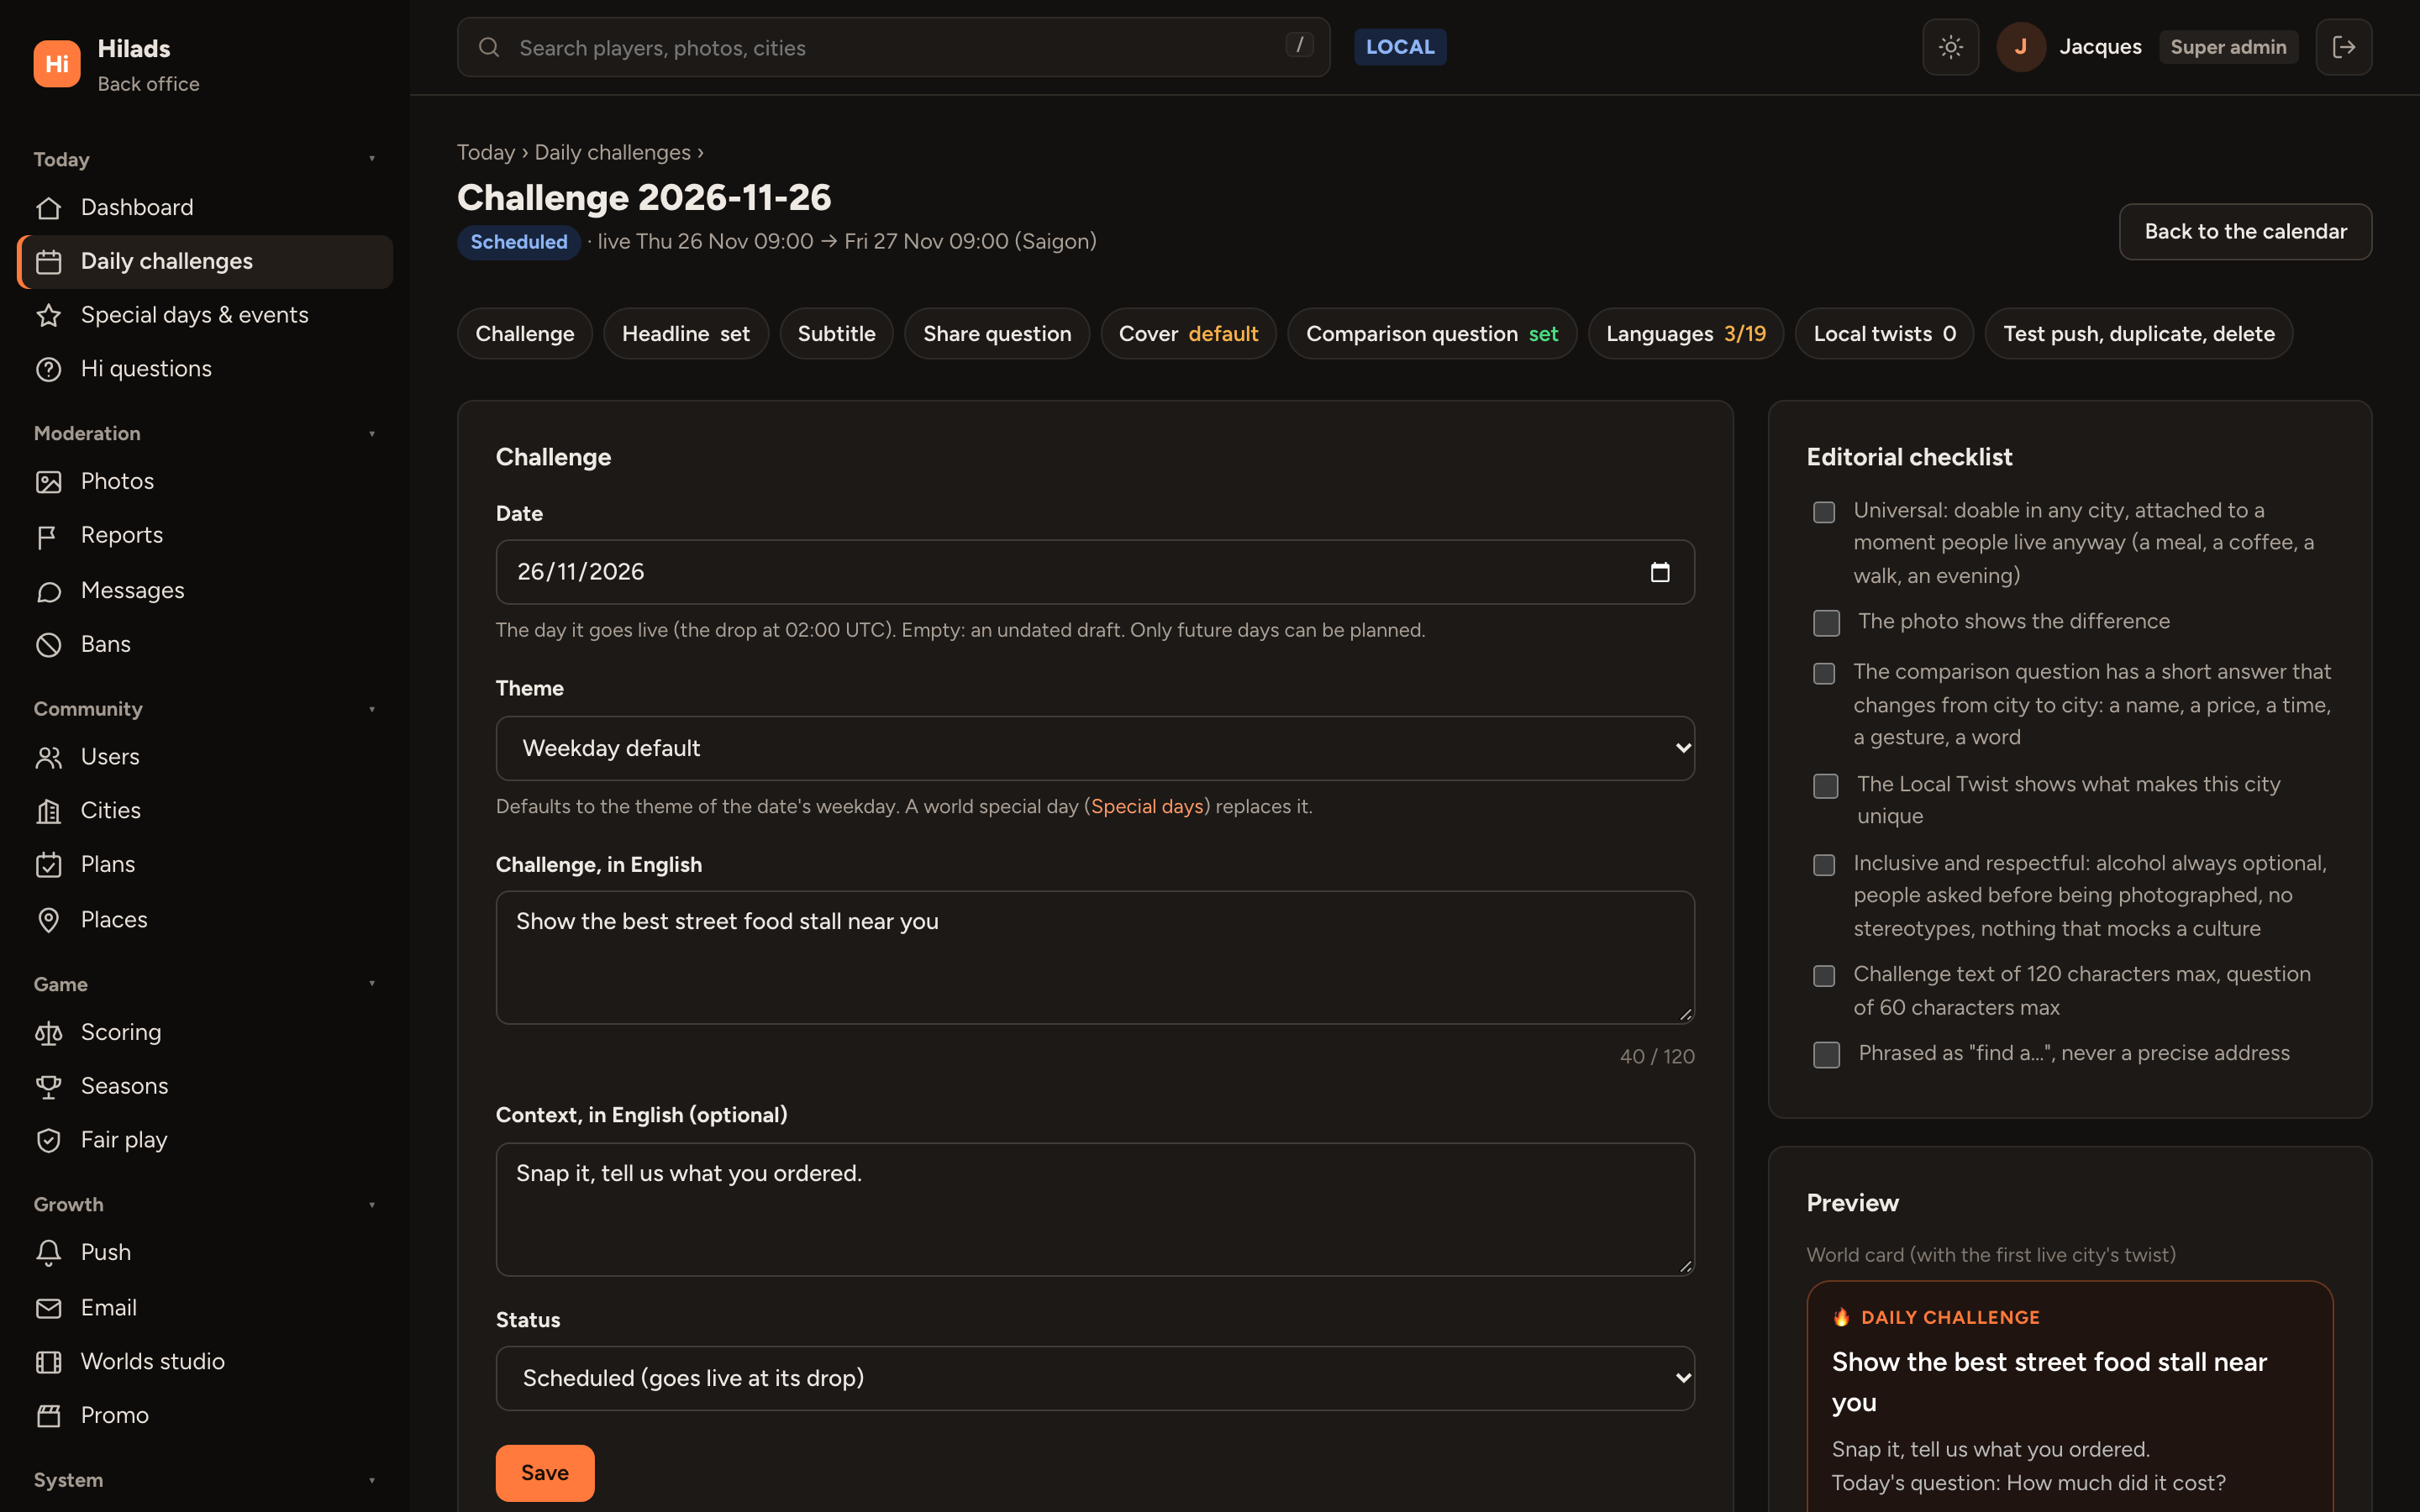 Hi
Hilads
Back office
Today
Dashboard
Daily challenges
Special days & events
Hi questions
Moderation
Photos
Reports
Messages
Bans
Community
Users
Cities
Plans
Places
Game
Scoring
Seasons
Fair play
Growth
Push
Email
Worlds studio
Promo
System
Search players, photos, cities
/
LOCAL
J
Jacques
Super admin
Today › Daily challenges ›
Challenge 2026-11-26
Scheduled · live Thu 26 Nov 09:00 → Fri 27 Nov 09:00 (Saigon)
Back to the calendar
Challenge
Headline set
Subtitle
Share question
Cover default
Comparison question set
Languages 3/19
Local twists 0
Test push, duplicate, delete
Challenge
Date
26/11/2026
The day it goes live (the drop at 02:00 UTC). Empty: an undated draft. Only future days can be planned.
Theme
Weekday default
Defaults to the theme of the date's weekday. A world special day (Special days) replaces it.
Challenge, in English
Show the best street food stall near you
40 / 120
Context, in English (optional)
Snap it, tell us what you ordered.
Status
Scheduled (goes live at its drop)
Save
Editorial checklist
Universal: doable in any city, attached to a
moment people live anyway (a meal, a coffee, a
walk, an evening)
The photo shows the difference
The comparison question has a short answer that
changes from city to city: a name, a price, a time,
a gesture, a word
The Local Twist shows what makes this city
unique
Inclusive and respectful: alcohol always optional,
people asked before being photographed, no
stereotypes, nothing that mocks a culture
Challenge text of 120 characters max, question
of 60 characters max
Phrased as "find a...", never a precise address
Preview
World card (with the first live city's twist)
DAILY CHALLENGE
Show the best street food stall near
you
Snap it, tell us what you ordered.
Today's question: How much did it cost?